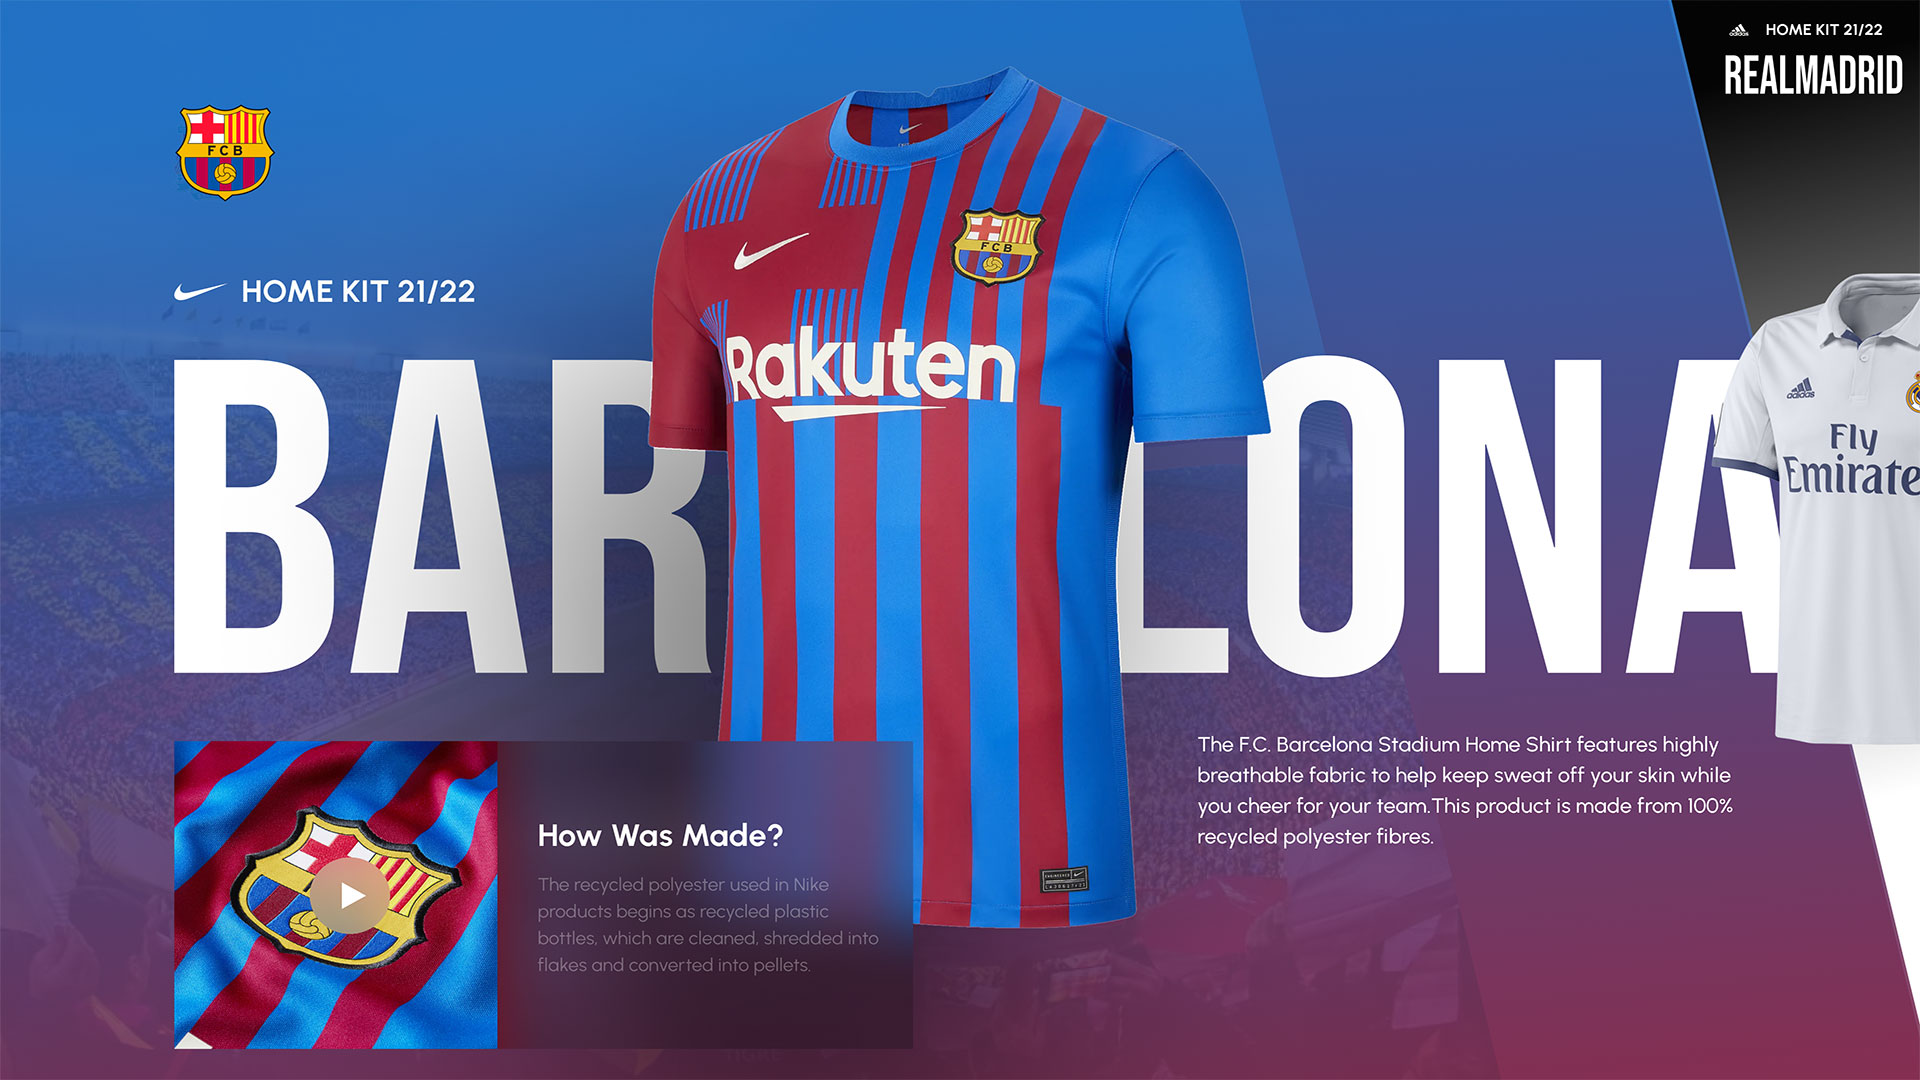 HOME KIT 21/22
REALMADRID
FCB
HOME KIT 21/22
FCB
Rakuten
BAR LONA
adidas
Fly
Emirate
The F.C. Barcelona Stadium Home Shirt features highly
breathable fabric to help keep sweat off your skin while
you cheer for your team.This product is made from 100%
recycled polyester fibres.
How Was Made?
The recycled polyester used in Nike
products begins as recycled plastic
bottles, which are cleaned, shredded into
flakes and converted into pellets.
ENGINEERED